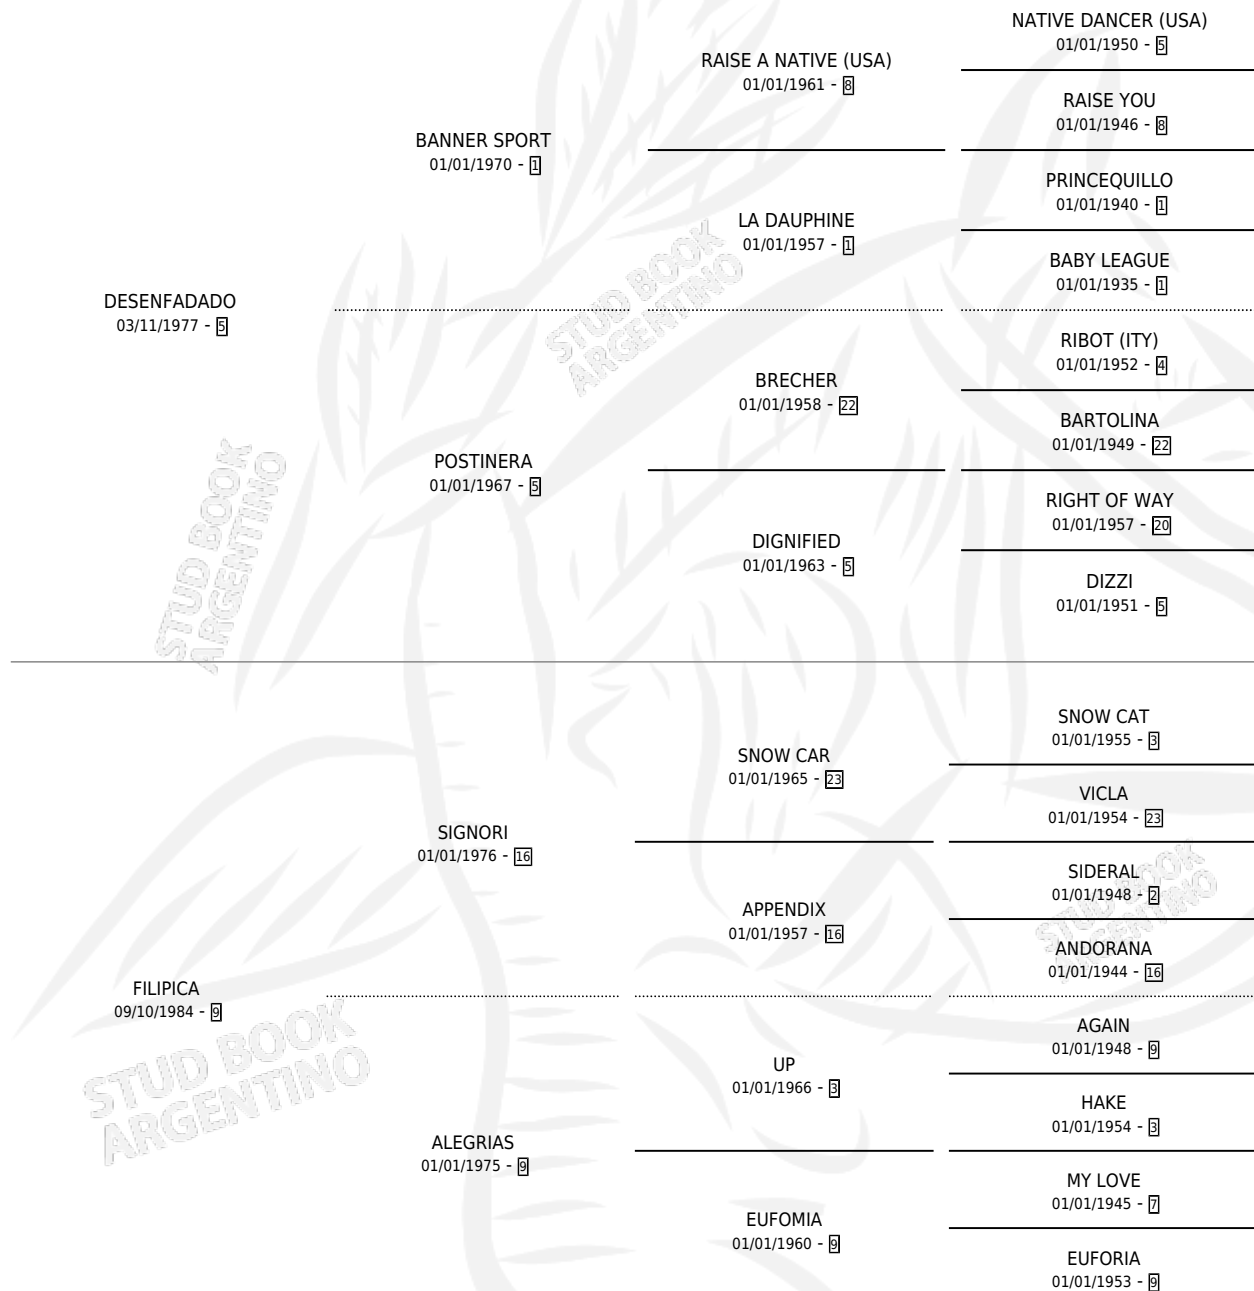 NATIVE DANCER (USA)
01/01/1950 - 5
RAISE A NATIVE (USA)
01/01/1961 - 8
RAISE YOU
01/01/1946 - 8
BANNER SPORT
01/01/1970 - 1
PRINCEQUILLO
01/01/1940 - 1
LA DAUPHINE
01/01/1957 - 1
BABY LEAGUE
01/01/1935 - 1
DESENFADADO
03/11/1977 - 5
RIBOT (ITY)
01/01/1952 - 4
BRECHER
01/01/1958 - 22
BARTOLINA
01/01/1949 - 22
POSTINERA
01/01/1967 - 5
RIGHT OF WAY
01/01/1957 - 20
DIGNIFIED
01/01/1963 - 5
DIZZI
01/01/1951 - 5
SNOW CAT
01/01/1955 - 3
SNOW CAR
01/01/1965 - 23
VICLA
01/01/1954 - 23
SIGNORI
01/01/1976 - 16
SIDERAL
01/01/1948 - 2
APPENDIX
01/01/1957 - 16
ANDORANA
01/01/1944 - 16
FILIPICA
09/10/1984 - 9
AGAIN
01/01/1948 - 9
UP
01/01/1966 - 3
HAKE
01/01/1954 - 3
ALEGRIAS
01/01/1975 - 9
MY LOVE
01/01/1945 - 7
EUFOMIA
01/01/1960 - 9
EUFORIA
01/01/1953 - 9
STUD BOOK
ARGENTINO
STUD BOOK
ARGENTINO
STUD BOOK
ARGENTINO
STUD BOOK
ARGENTINO